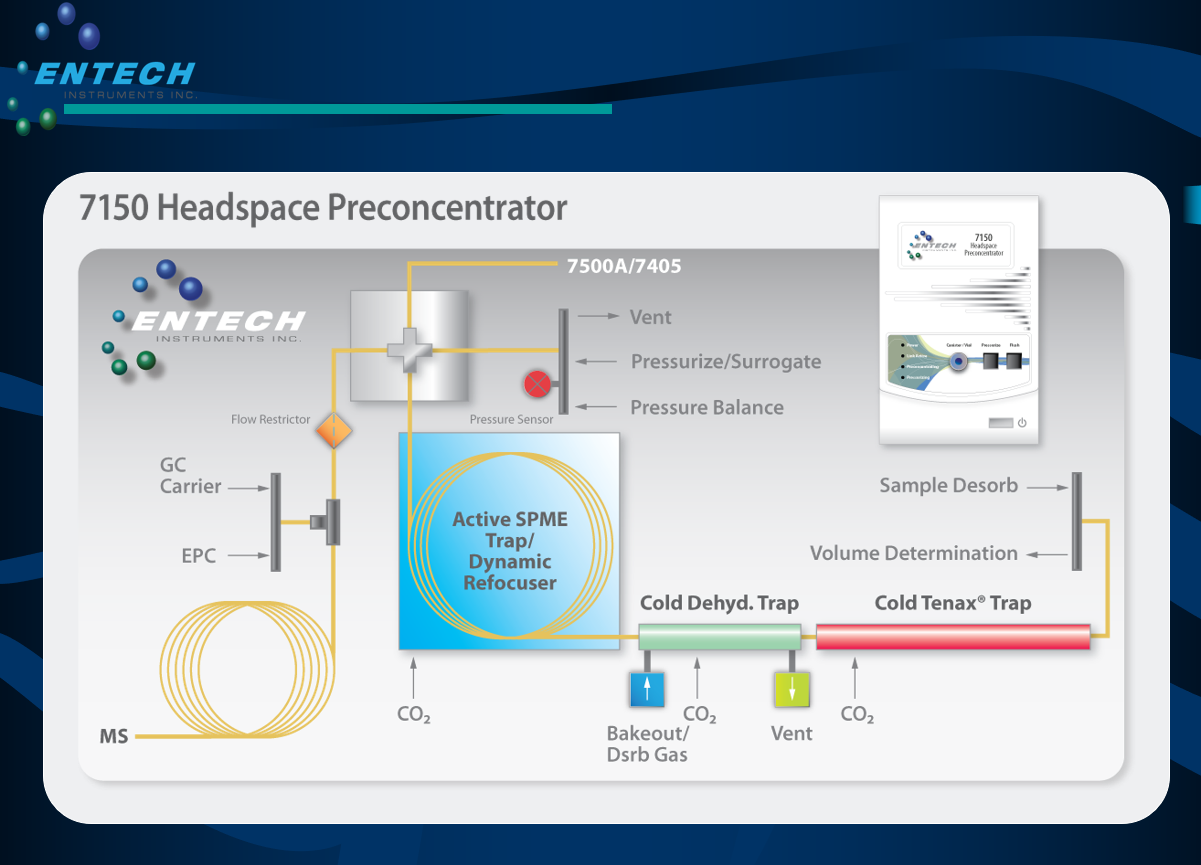 ENTECH
INSTRUMENTS INC.
7150 Headspace Preconcentrator
ENTECH
INSTRUMENTS INC.
7500A/7405
Vent
Pressurize/Surrogate
Pressure Balance
Pressure Sensor
Flow Restrictor
GC
Carrier
EPC
MS
Active SPME
Trap/
Dynamic
Refocuser
CO₂
Cold Dehyd. Trap
Bakeout/
Dsrb Gas
CO₂
Vent
Cold Tenax® Trap
CO₂
Sample Desorb
Volume Determination
ENTECH
7150
Headspace
Preconcentrator